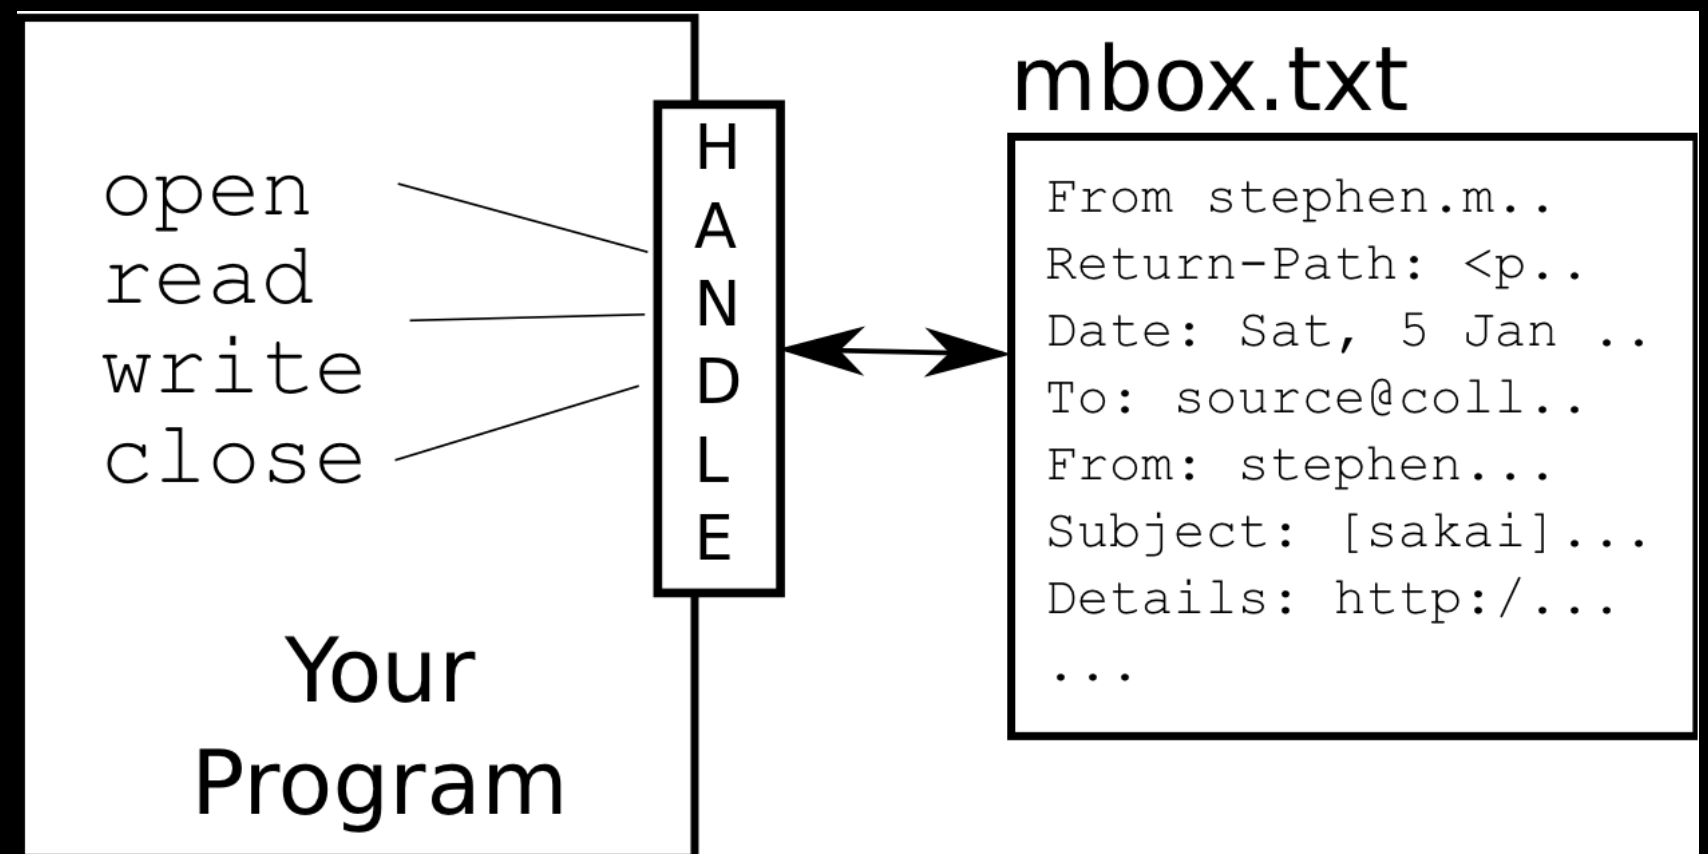 open
read
write
close
Your
Program
H
A
N
D
L
E
mbox.txt
From stephen.m..
Return-Path: <p..
Date: Sat, 5 Jan ..
To: source@coll..
From: stephen...
Subject: [sakai]...
Details: http:/...
...